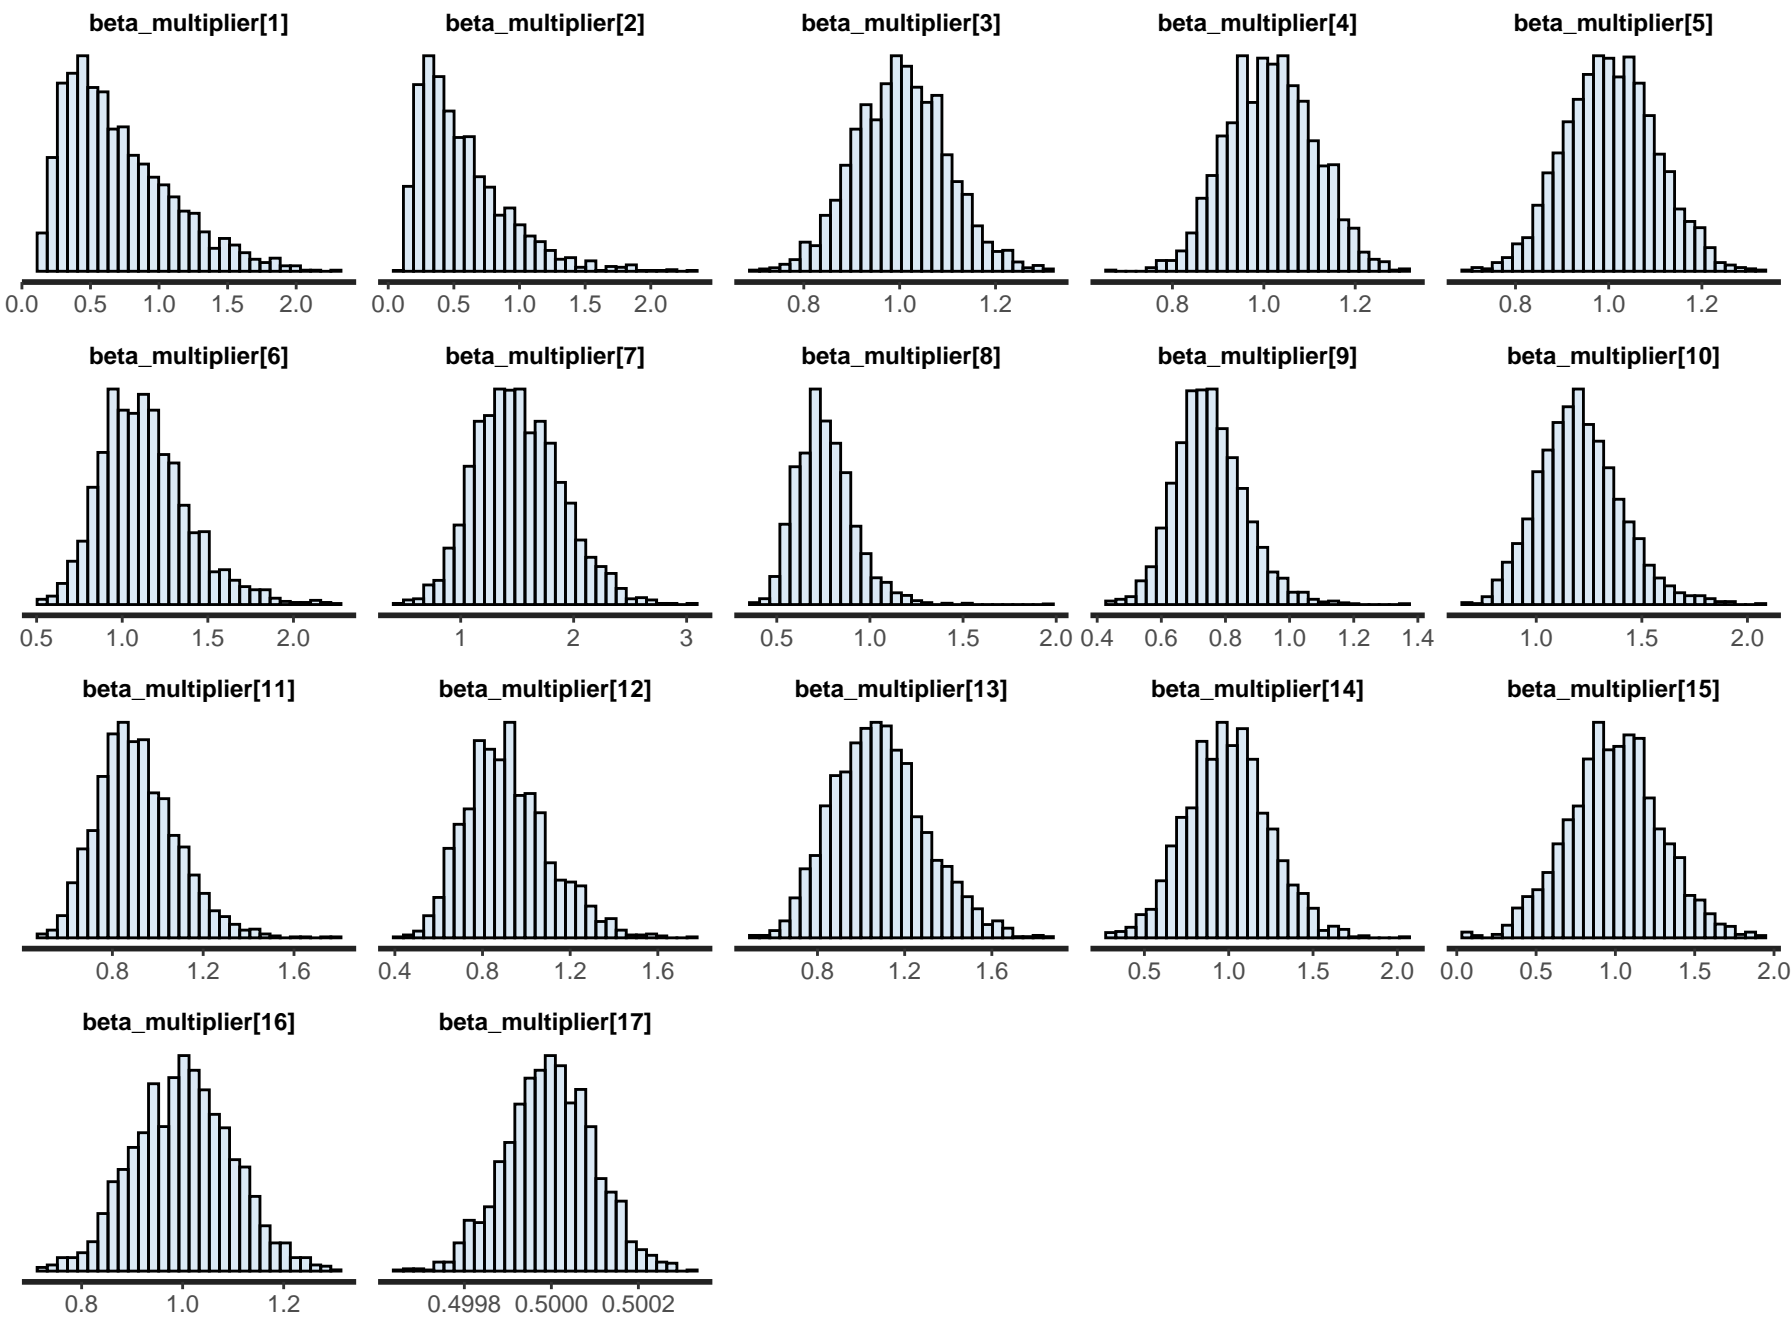 beta_multiplier[1] beta_multiplier[2] beta_multiplier[3] beta_multiplier[4] beta_multiplier[5]
0.0 0.5 1.0 1.5 2.0 0.0 0.5 1.0 1.5 2.0 0.8 1.0 1.2 0.8 1.0 1.2 0.8 1.0 1.2
beta_multiplier[6] beta_multiplier[7] beta_multiplier[8] beta_multiplier[9] beta_multiplier[10]
0.5 1.0 1.5 2.0 1 2 3 0.5 1.0 1.5 2.0 0.4 0.6 0.8 1.0 1.2 1.4 1.0 1.5 2.0
beta_multiplier[11] beta_multiplier[12] beta_multiplier[13] beta_multiplier[14] beta_multiplier[15]
0.8 1.2 1.6 0.4 0.8 1.2 1.6 0.8 1.2 1.6 0.5 1.0 1.5 2.0 0.0 0.5 1.0 1.5 2.0
beta_multiplier[16] beta_multiplier[17]
0.8 1.0 1.2 0.4998 0.5000 0.5002